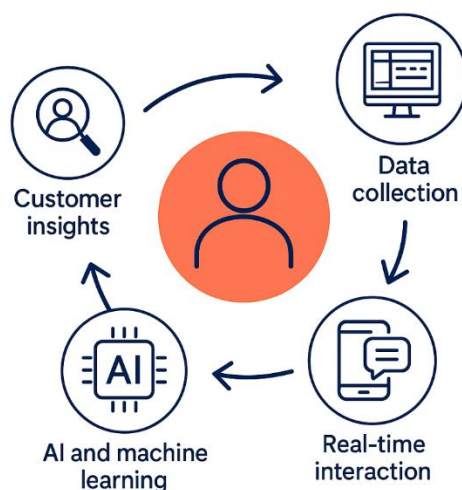 Customer
insights
Data
collection
AI
AI and machine
learning
Real-time
interaction